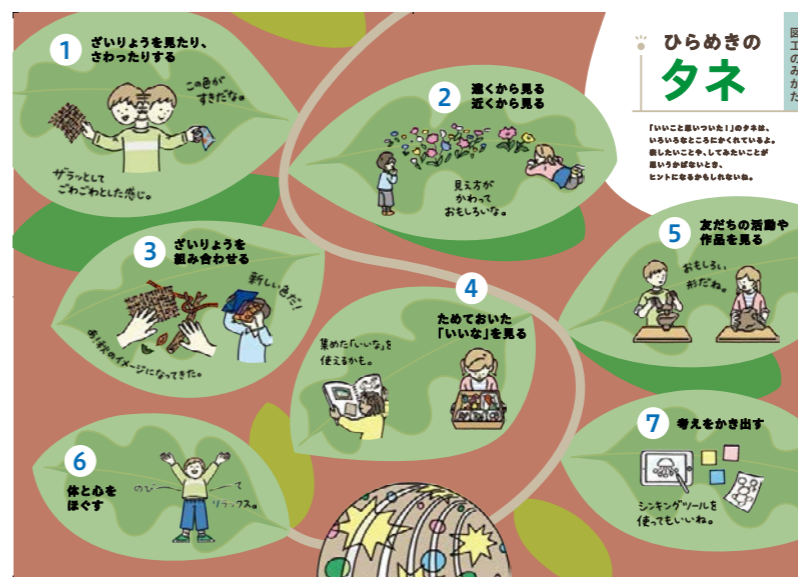 図工のみかた
ひらめきの
タネ
「いいこと思いついた!」のタネは、
いろいろなところにかくれているよ。
表したいことや、してみたいことが
思いうかばないとき、
ヒントになるかもしれないね。
1
ざいりょうを見たり、
さわったりする
この色が
すきだな。
ザラッとして
ごわごわとした感じ。
2
遠くから見る
近くから見る
見え方が
かわって
おもしろいな。
3
ざいりょうを
組み合わせる
新しい色だ!
お!秋のイメージになってきた。
4
ためておいた
「いいな」を見る
集めた「いいな」を
使えるかも。
5
友だちの活動や
作品を見る
おもしろい
形だね。
6
体と心を
ほぐす
のび〜て
リラックス。
7
考えをかき出す
シンキングツールを
使ってもいいね。